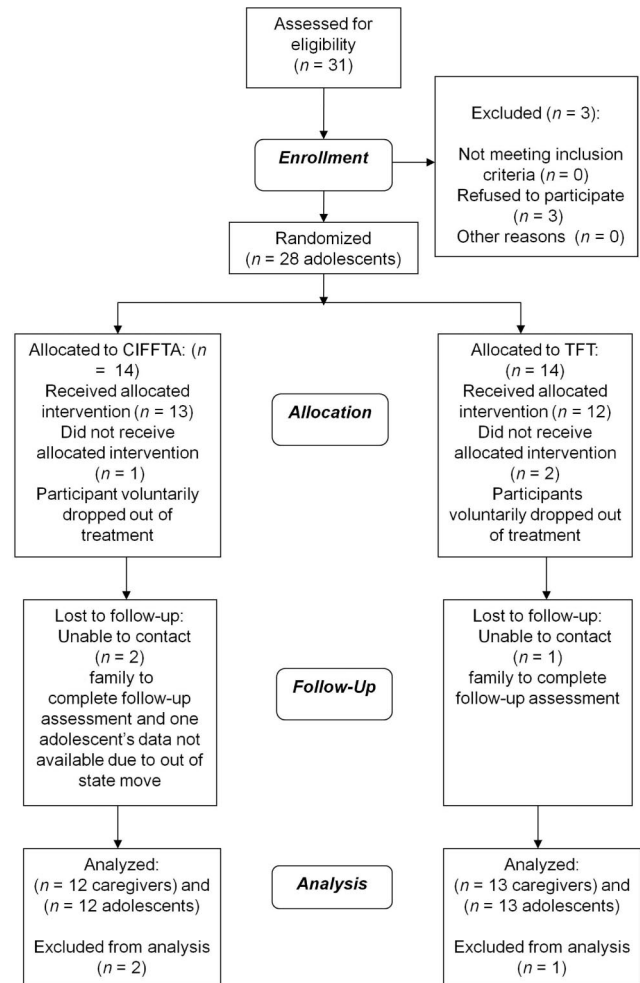 Assessed for
eligibility
(n = 31)
Excluded (n = 3):
Not meeting inclusion
criteria (n = 0)
Refused to participate
(n = 3)
Other reasons (n = 0)
Enrollment
Randomized
(n = 28 adolescents)
Allocated to CIFFTA: (n
= 14)
Received allocated
intervention (n = 13)
Did not receive
allocated intervention
(n = 1)
Participant voluntarily
dropped out of
treatment
Allocation
Allocated to TFT:
(n = 14)
Received allocated
intervention (n = 12)
Did not receive
allocated intervention
(n = 2)
Participants
voluntarily dropped out
of treatment
Lost to follow-up:
Unable to contact
(n = 2)
family to
complete follow-up
assessment and one
adolescent's data not
available due to out of
state move
Follow-Up
Lost to follow-up:
Unable to contact
(n = 1)
family to complete
follow-up assessment
Analyzed:
(n = 12 caregivers) and
(n = 12 adolescents)
Excluded from analysis
(n = 2)
Analysis
Analyzed:
(n = 13 caregivers) and
(n = 13 adolescents)
Excluded from analysis
(n = 1)